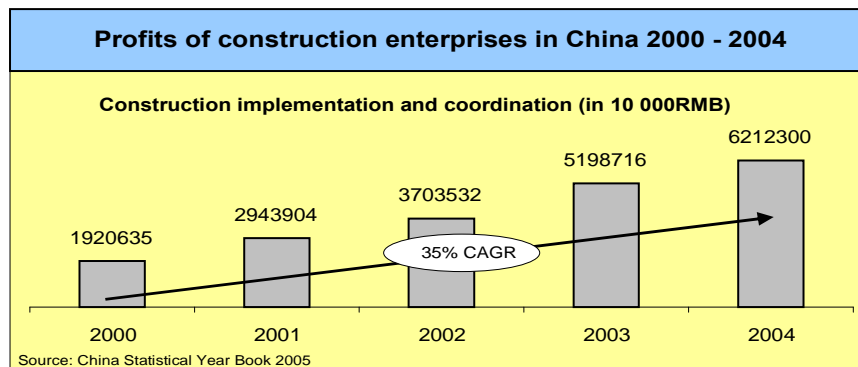 Profits of construction enterprises in China 2000 - 2004
Construction implementation and coordination (in 10 000RMB)
1920635
2943904
3703532
5198716
6212300
35% CAGR
2000 2001 2002 2003 2004
Source: China Statistical Year Book 2005